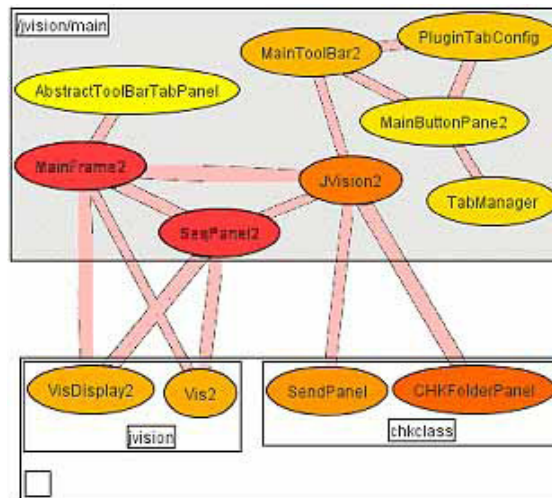 /jvision/main
MainToolBar2
PluginTabConfig
AbstractToolBarTabPanel
MainButtonPane2
MainFrame2
JVision2
TabManager
SeqPanel2
VisDisplay2
Vis2
SendPanel
CHKFolderPanel
jvision
chkclass